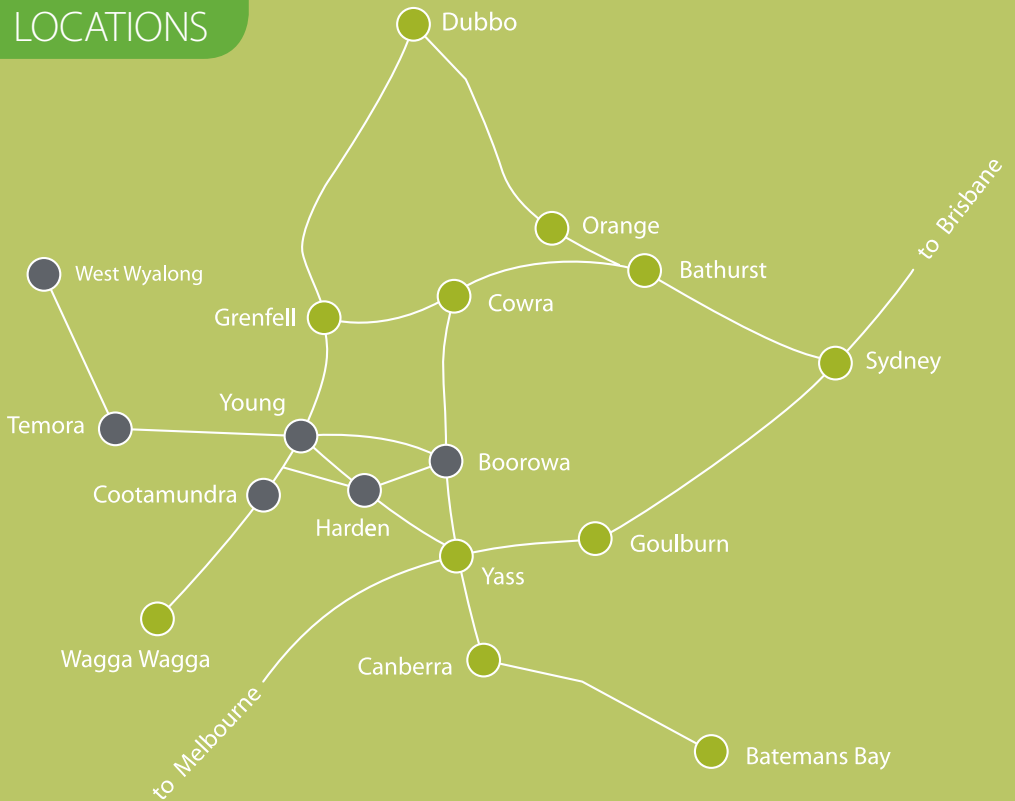 LOCATIONS
Dubbo
to Brisbane
Orange
West Wyalong
Bathurst
Cowra
Grenfell
Sydney
Young
Temora
Boorowa
Cootamundra
Harden
Goulburn
Yass
Wagga Wagga
Canberra
to Melbourne
Batemans Bay